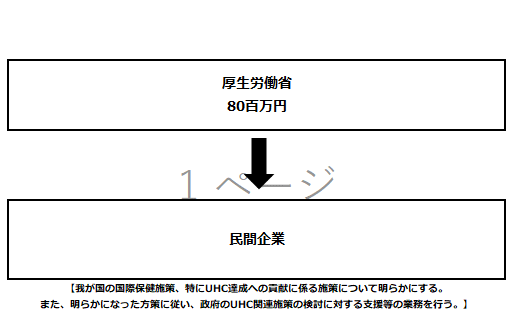 厚生労働省
80百万円
1 ページ
民間企業
【我が国の国際保健施策、特にUHC達成への貢献に係る施策について明らかにする。
また、明らかになった方策に従い、政府のUHC関連施策の検討に対する支援等の業務を行う。】